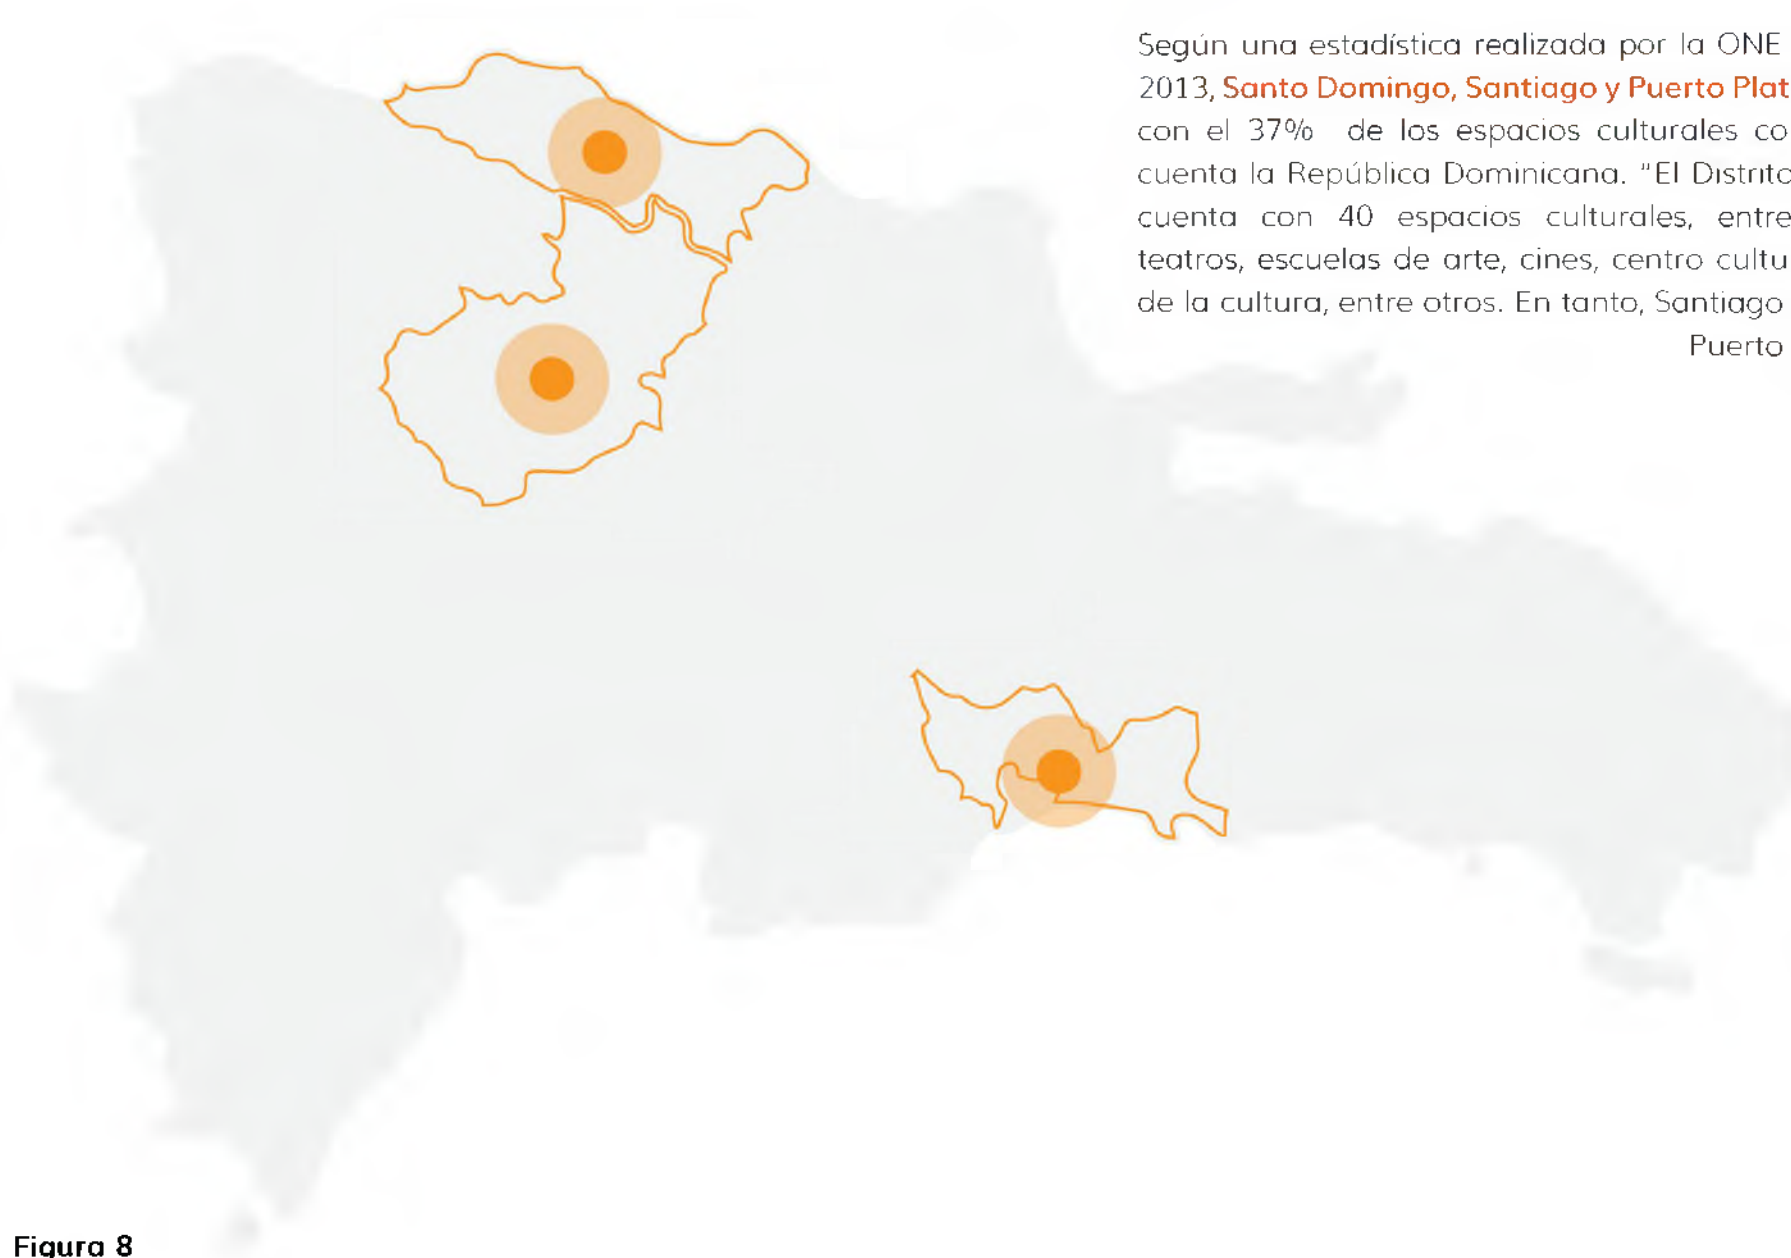 Según una estadística realizada por la ONE
2013, Santo Domingo, Santiago y Puerto Plat
con el 37% de los espacios culturales co
cuenta la República Dominicana. "El Distrito
cuenta con 40 espacios culturales, entre
teatros, escuelas de arte, cines, centro cultu
de la cultura, entre otros. En tanto, Santiago
Puerto
Figura 8